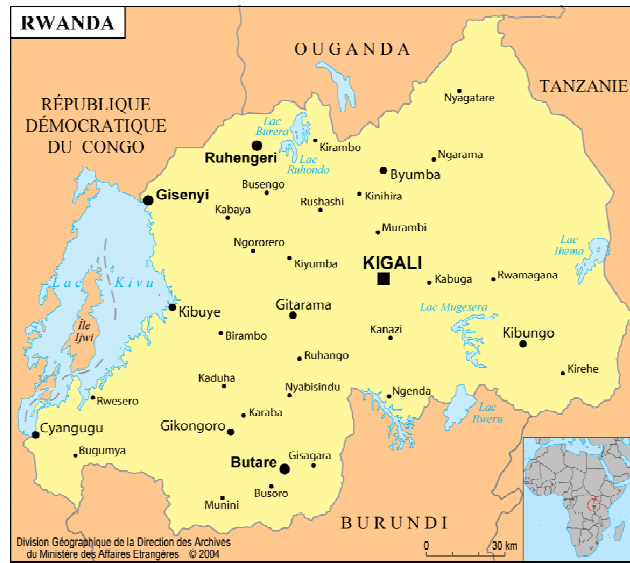 RWANDA
OUGANDA
TANZANIE
RÉPUBLIQUE
DÉMOCRATIQUE
DU CONGO
Nyagatare
Lac
Burera
Kirambo
Ruhengeri
Lac
Ruhondo
Ngarama
Byumba
Busengo
Gisenyi
Kinihira
Rushashi
Kabaya
Murambi
Ngororero
Kiyumba
Lac
Ihema
KIGALI
Lac Kivu
Kabuga
Rwamagana
Kibuye
Gitarama
Lac Mugesera
Île
Ijwi
Birambo
Kanazi
Kibungo
Ruhango
Kirehe
Kaduha
Nyabisindu
Ngenda
Rwesero
Lac
Rweru
Karaba
Cyangugu
Gikongoro
Bugumya
Butare
Gisagara
Busoro
Munini
BURUNDI
Division Géographique de la Direction des Archives
du Ministère des Affaires Etrangères © 2004
0 30 km